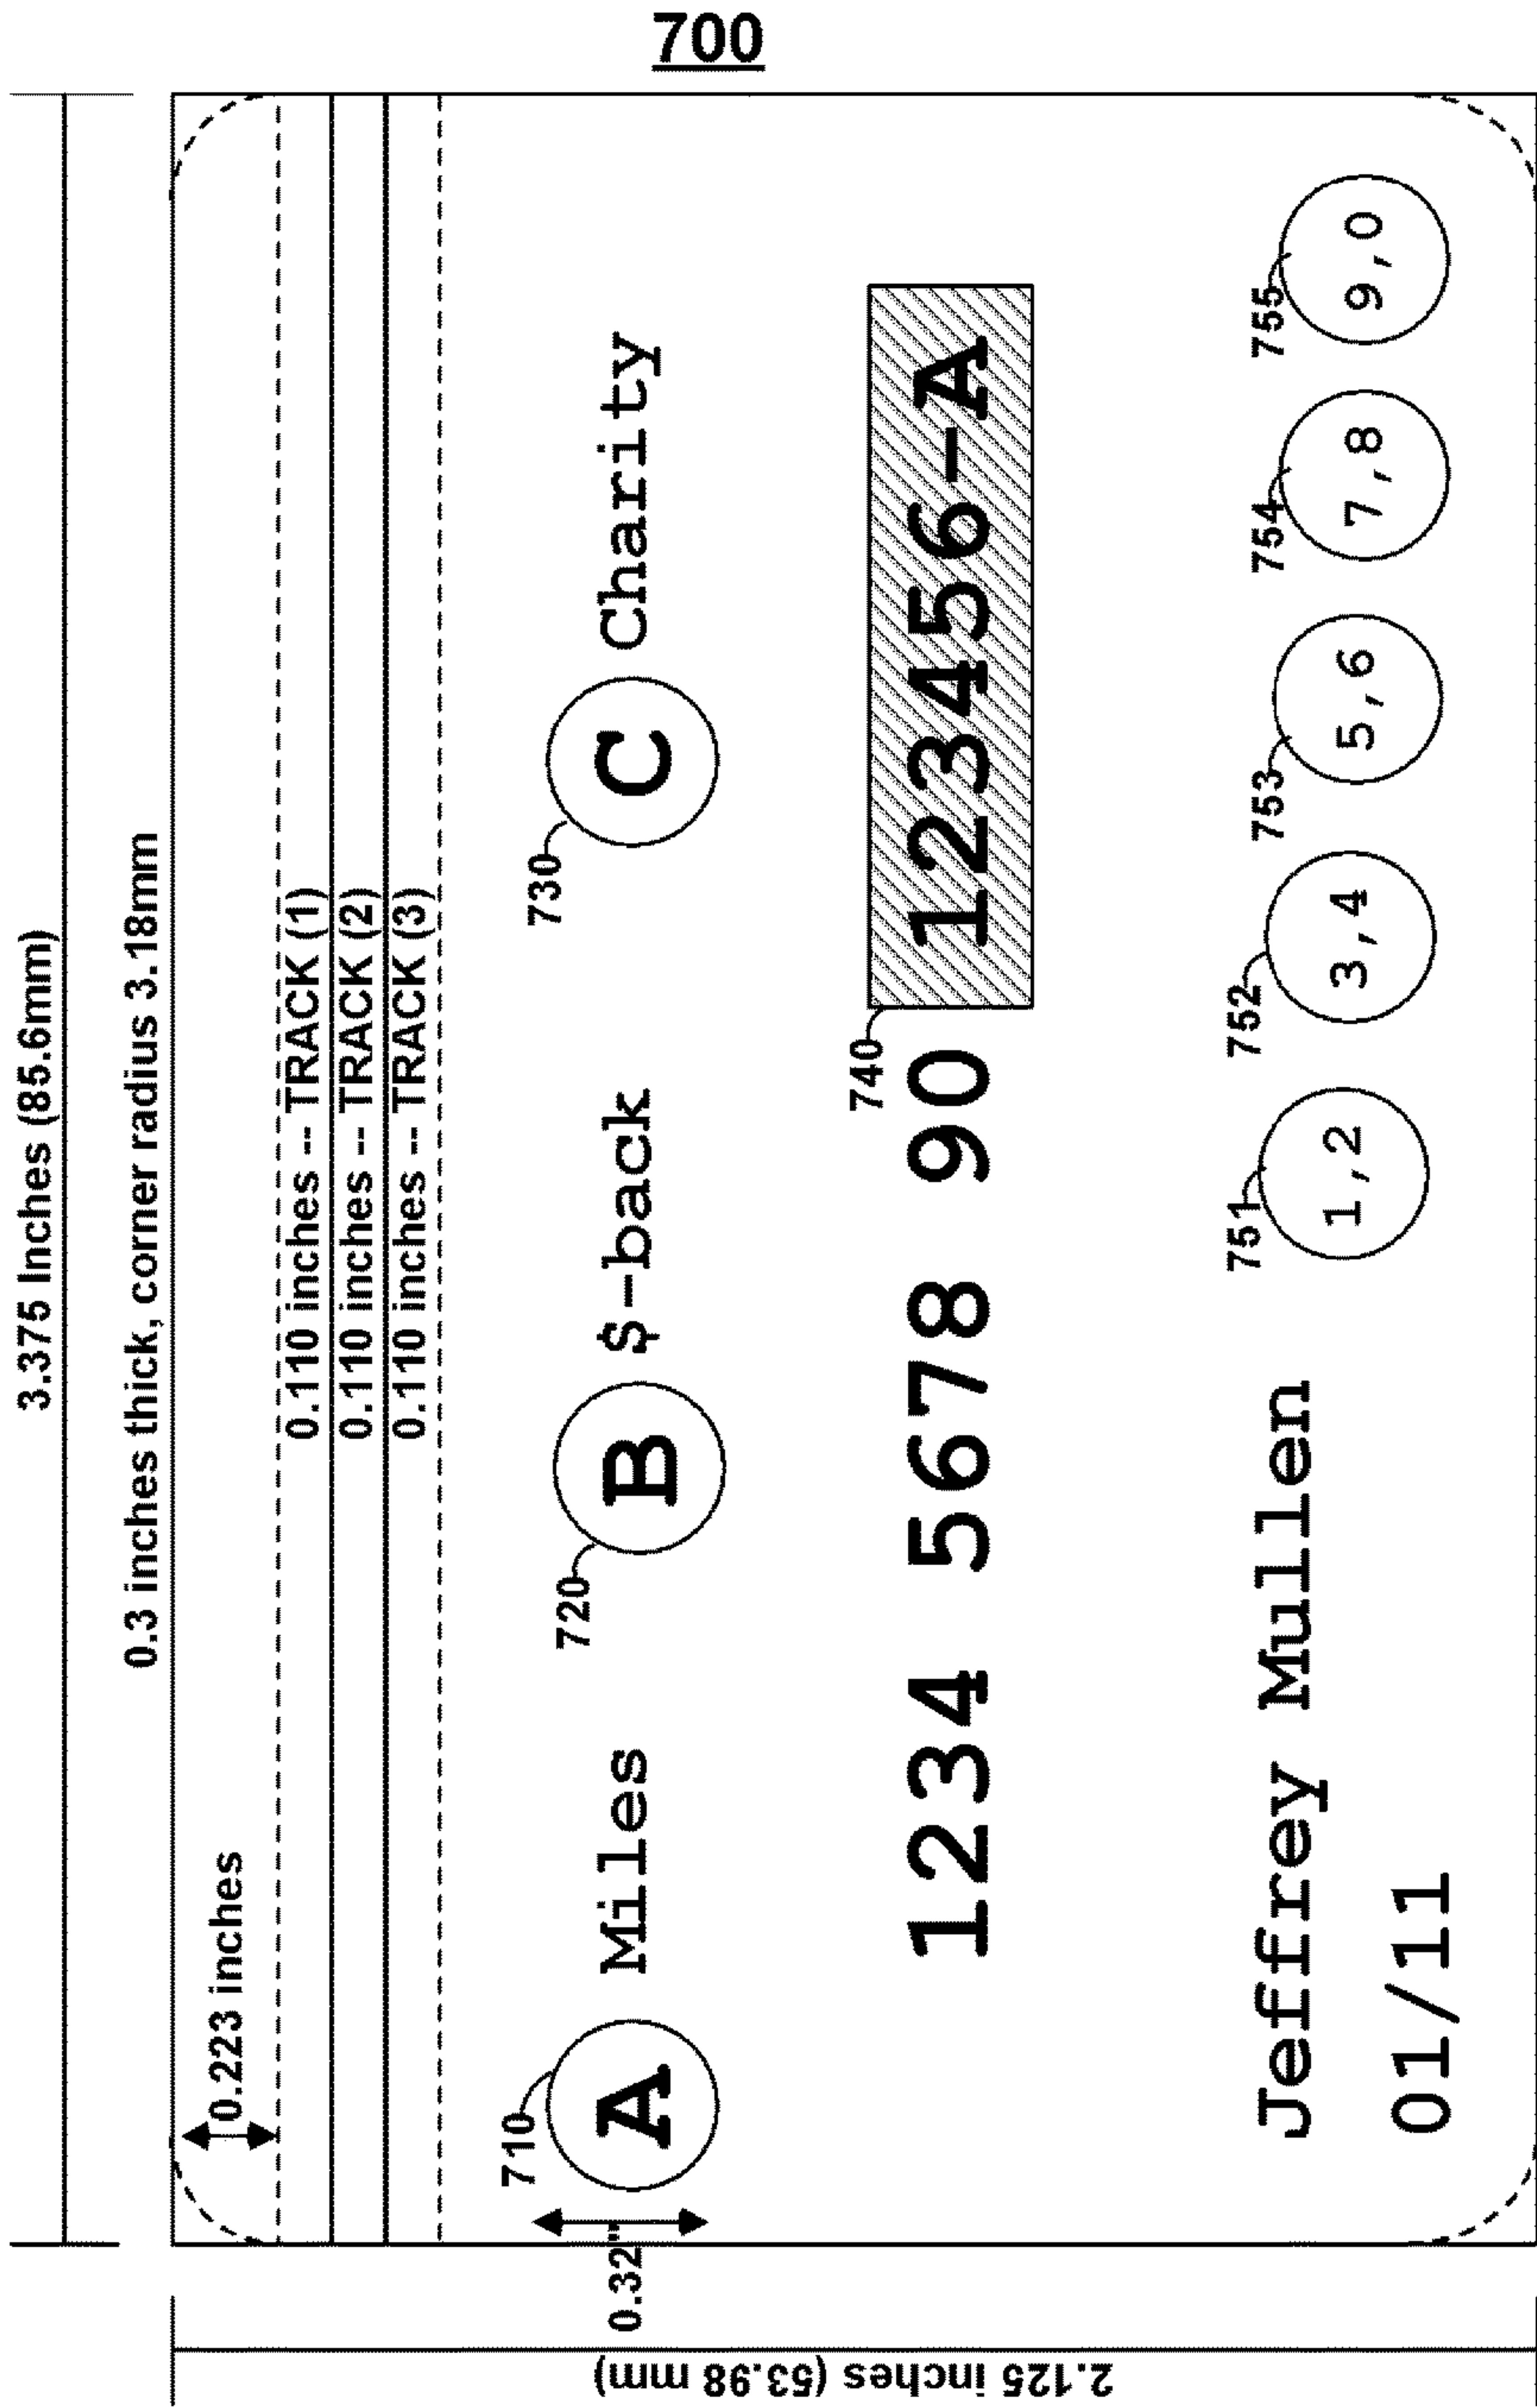 700
3.375 Inches (85.6mm)
0.3 inches thick, corner radius 3.18mm
0.223 inches
0.110 inches -- TRACK (1)
0.110 inches -- TRACK (2)
0.110 inches -- TRACK (3)
2.125 inches (53.98 mm)
0.32"
710 720 730
A Miles B $-back C Charity
740
1234 5678 90 123456-A
751 752 753 754 755
Jeffrey Mullen 1,2 3,4 5,6 7,8 9,0
01/11